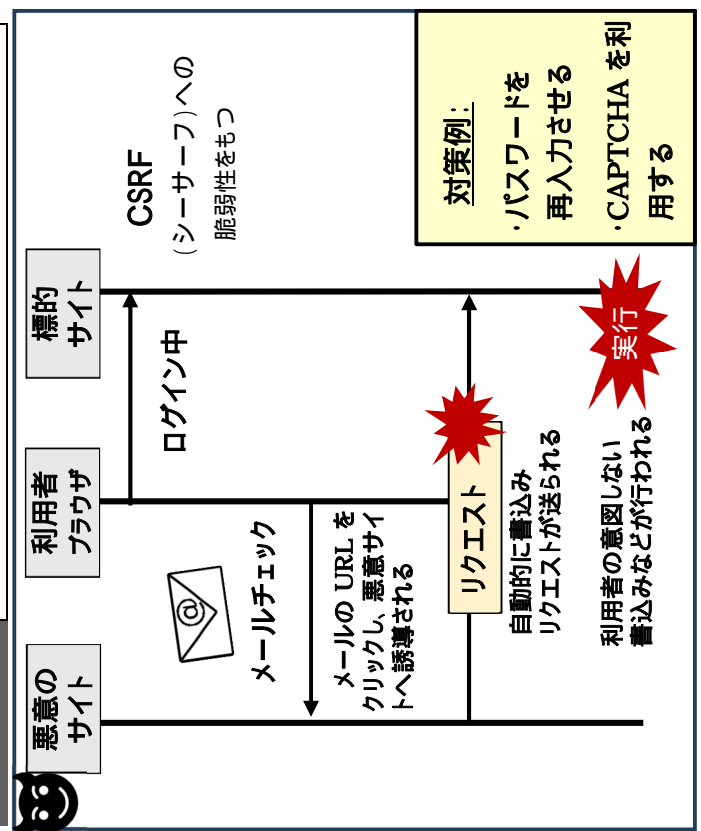 悪意の
サイト
利用者
ブラウザ
標的
サイト
CSRF
(シーサーフ)への
脆弱性をもつ
ログイン中
@
メールチェック
メールの URL を
クリックし、悪意サイ
トへ誘導される
リクエスト
自動的に書込み
リクエストが送られる
実行
利用者の意図しない
書込みなどが行われる
対策例:
・パスワードを
再入力させる
・CAPTCHA を利
用する